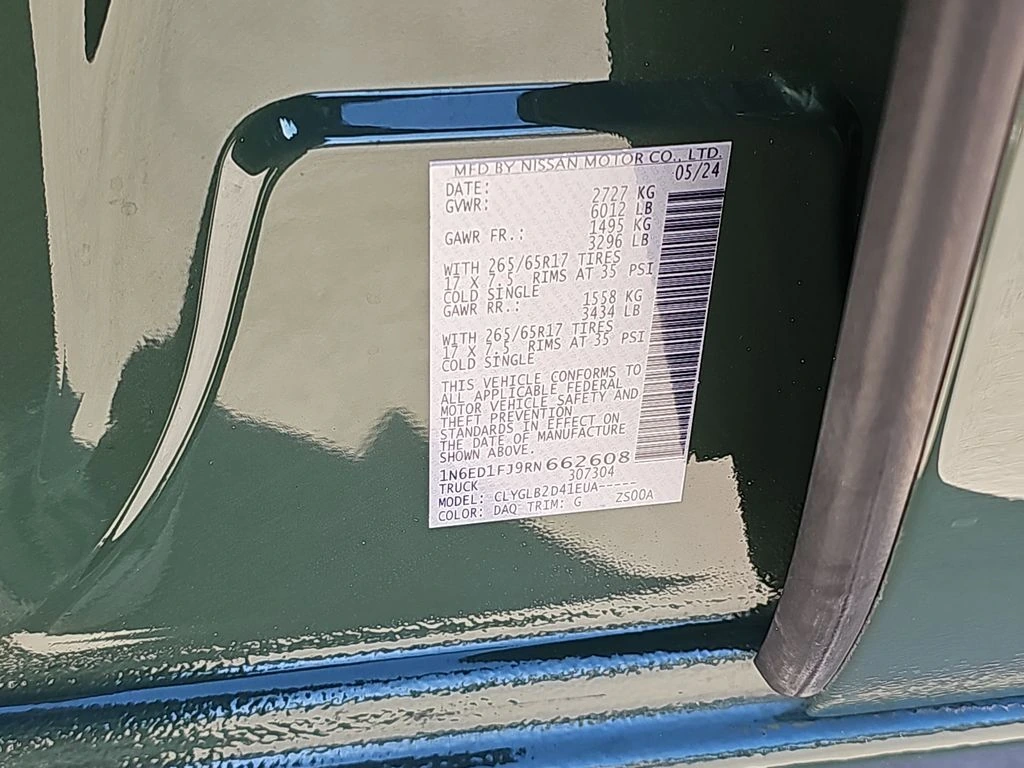 MFD BY NISSAN MOTOR CO., LTD.
DATE: 05/24
GVWR: 2727 KG
6012 LB
GAWR FR.: 1495 KG
3296 LB
WITH 265/65R17 TIRES
17 X 7.5 RIMS AT 35 PSI
COLD SINGLE
GAWR RR.: 1558 KG
3434 LB
WITH 265/65R17 TIRES
17 X 7.5 RIMS AT 35 PSI
COLD SINGLE
THIS VEHICLE CONFORMS TO
ALL APPLICABLE FEDERAL
MOTOR VEHICLE SAFETY AND
THEFT PREVENTION
STANDARDS IN EFFECT ON
THE DATE OF MANUFACTURE
SHOWN ABOVE.
1N6ED1FJ9RN662608
TRUCK 307304
MODEL: CLYGLB2D41EUA-----
COLOR: DAQ TRIM: G ZS00A